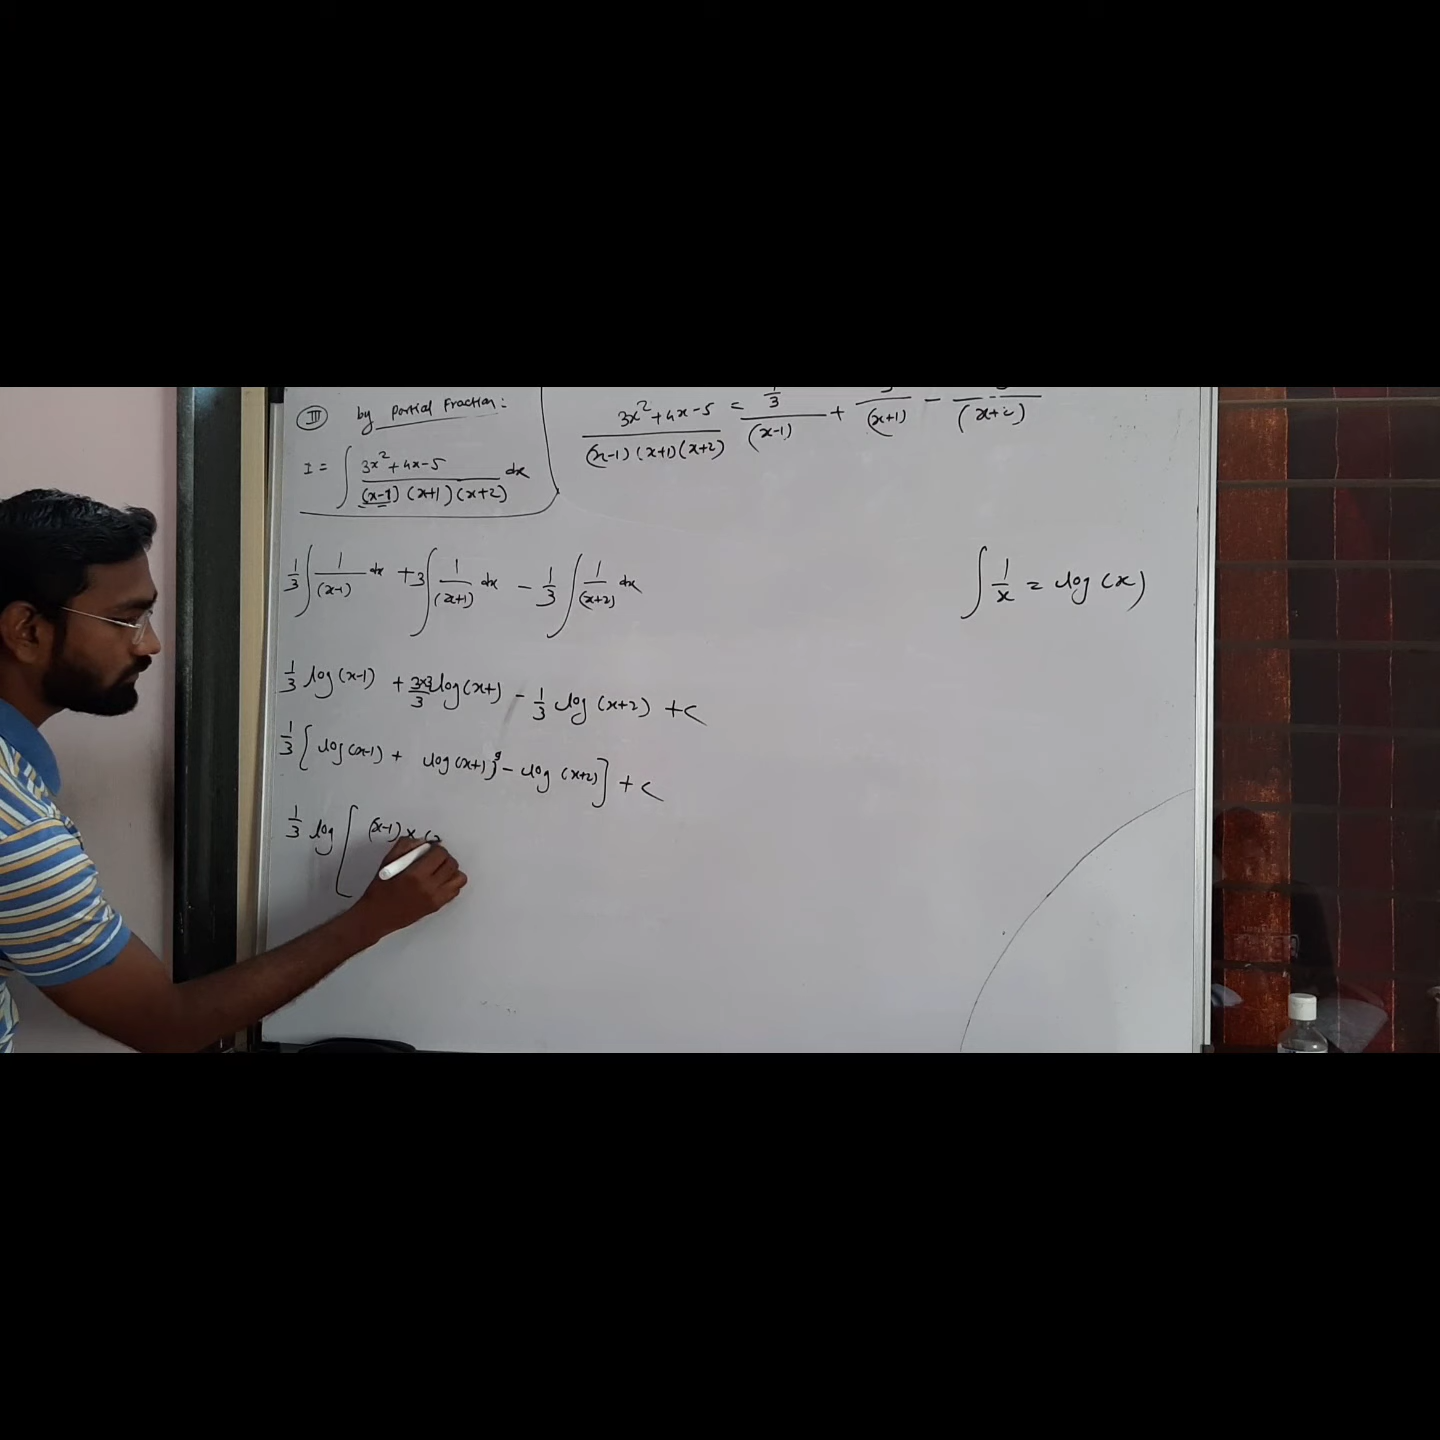 III by Partial Fraction:
I = ∫ 3x²+4x-5 / (x-1)(x+1)(x+2) dx
3x²+4x-5 / (x-1)(x+1)(x+2) = 1/3 / (x-1) + 3 / (x+1) - / (x+2)
1/3 ∫ 1/(x-1) dx + 3 ∫ 1/(x+1) dx - 1/3 ∫ 1/(x+2) dx
∫ 1/x = log(x)
1/3 log(x-1) + 3×3/3 log(x+) - 1/3 log(x+2) + c
1/3 [ log(x-1) + log(x+1)⁹ - log(x+2) ] + c
1/3 log [ (x-1) × (